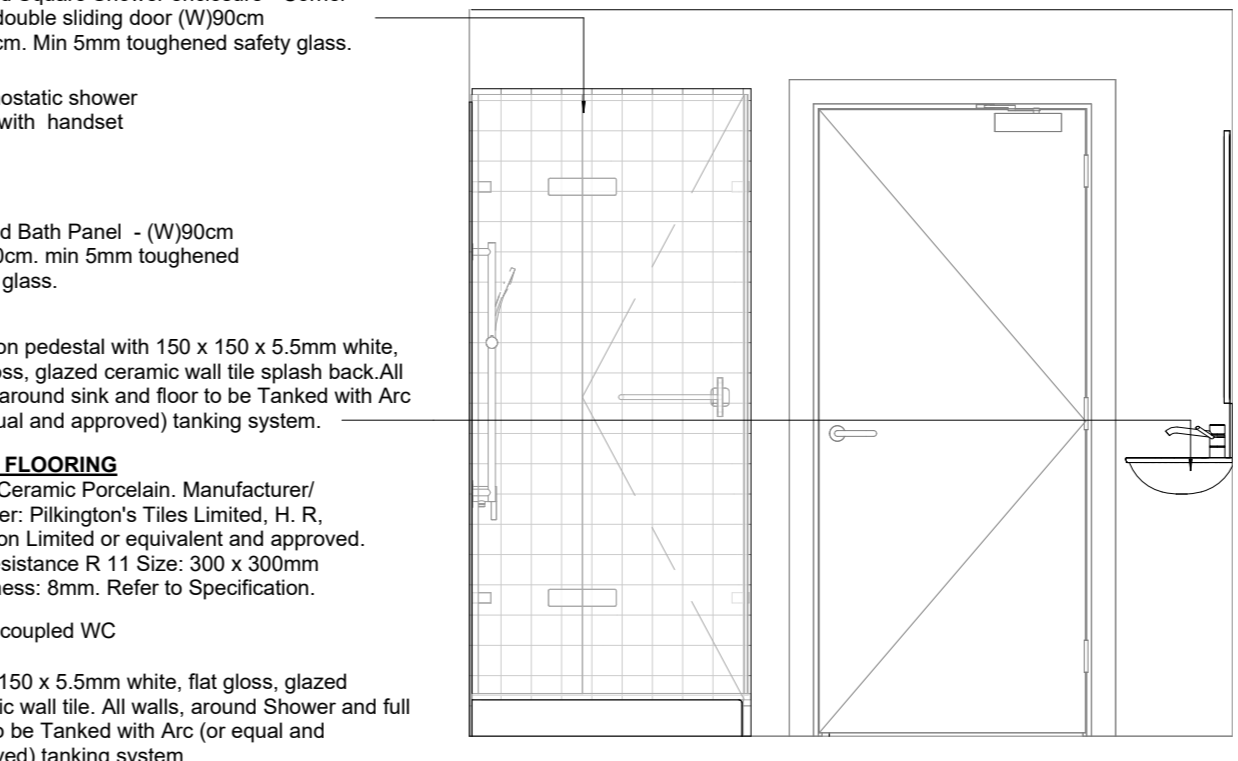 Square Shower enclosure - Corner
double sliding door (W)90cm
cm. Min 5mm toughened safety glass.
ostatic shower
with handset
d Bath Panel - (W)90cm
0cm. min 5mm toughened
glass.
on pedestal with 150 x 150 x 5.5mm white,
oss, glazed ceramic wall tile splash back.All
around sink and floor to be Tanked with Arc
ual and approved) tanking system.
FLOORING
Ceramic Porcelain. Manufacturer/
er: Pilkington's Tiles Limited, H. R,
on Limited or equivalent and approved.
esistance R 11 Size: 300 x 300mm
ness: 8mm. Refer to Specification.
coupled WC
150 x 5.5mm white, flat gloss, glazed
ic wall tile. All walls, around Shower and full
o be Tanked with Arc (or equal and
ved) tanking system